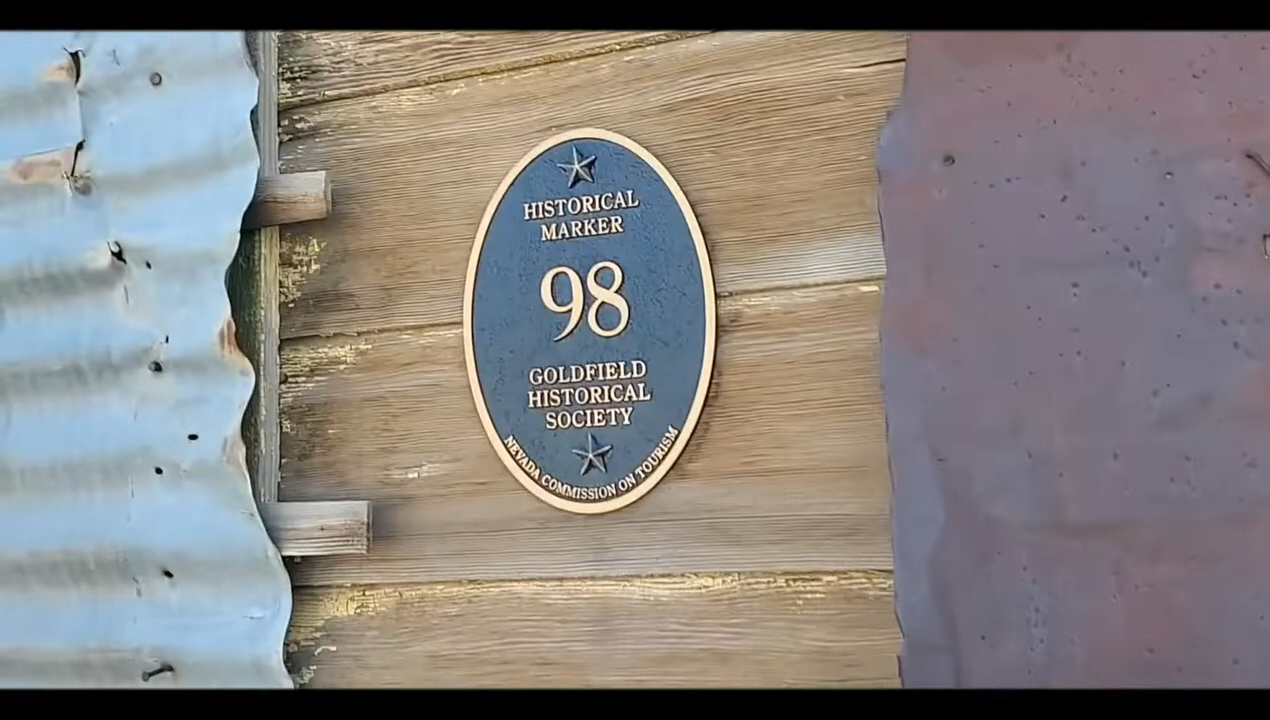 HISTORICAL
MARKER
98
GOLDFIELD
HISTORICAL
SOCIETY
NEVADA COMMISSION ON TOURISM